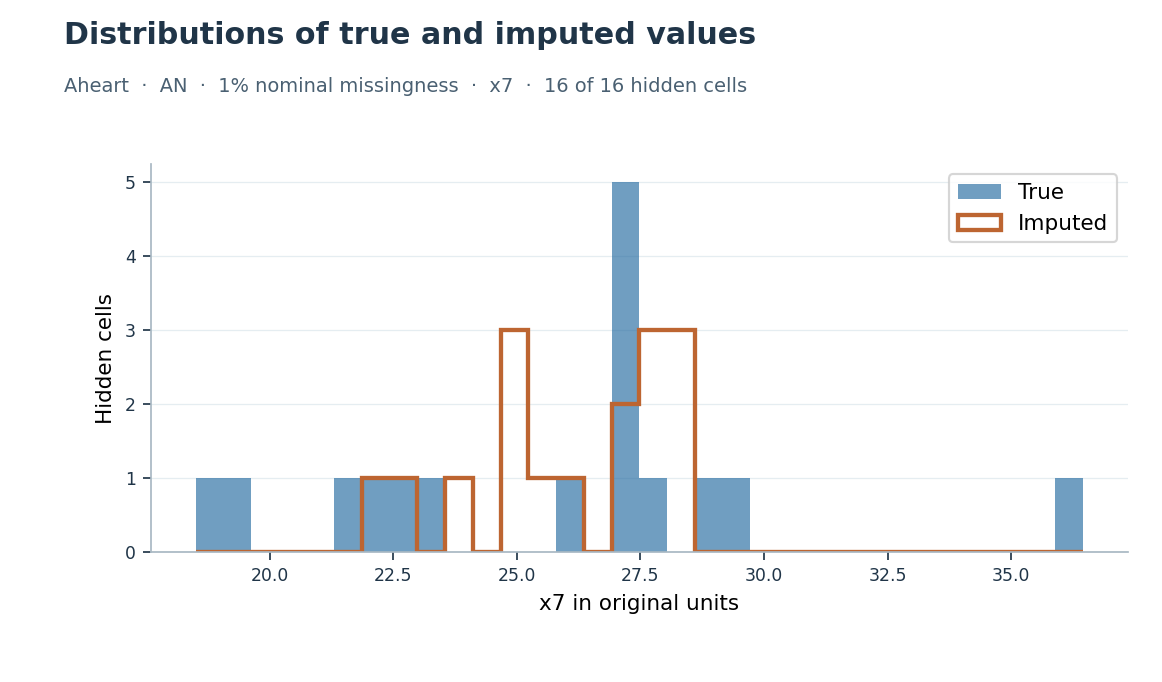 Distributions of true and imputed values
Aheart · AN · 1% nominal missingness · x7 · 16 of 16 hidden cells
True
Imputed
Hidden cells
5
4
3
2
1
0
20.0 22.5 25.0 27.5 30.0 32.5 35.0
x7 in original units